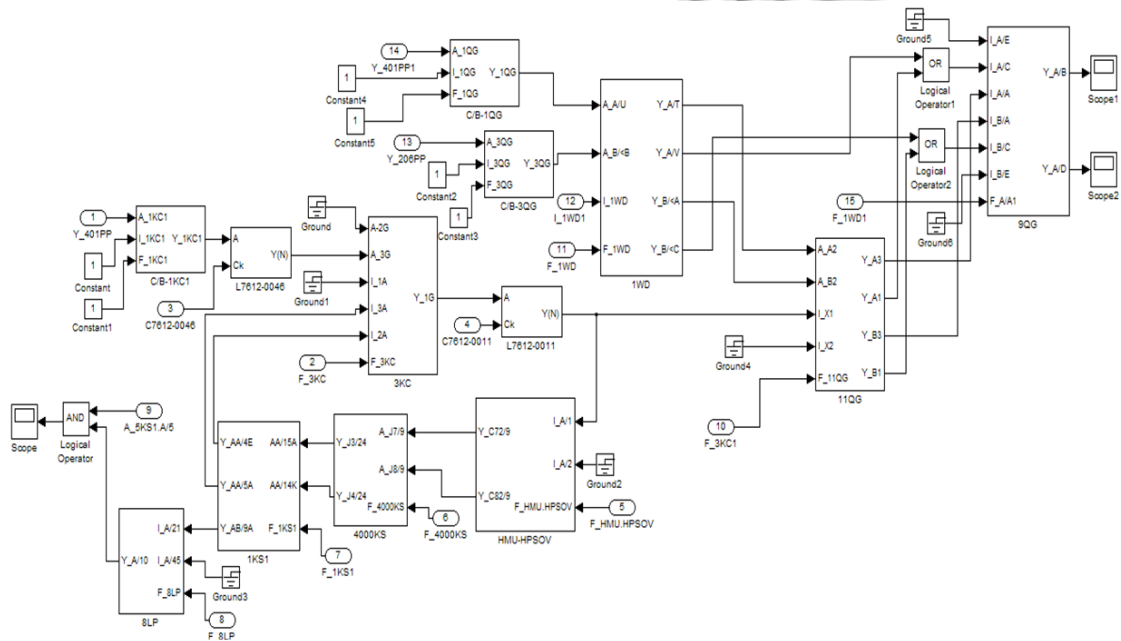 14
Y_401PP1
1
Constant4
1
Constant5
A_1QG
I_1QG
F_1QG
Y_1QG
C/B-1QG
13
Y_206PP
1
Constant2
1
Constant3
A_3QG
I_3QG
F_3QG
Y_3QG
C/B-3QG
12
I_1WD1
11
F_1WD
A_A/U
A_B/<B
I_1WD
F_1WD
Y_A/T
Y_A/V
Y_B/<A
Y_B/<C
1WD
Ground5
OR
Logical
Operator1
OR
Logical
Operator2
15
F_1WD1
Ground6
I_A/E
I_A/C
I_A/A
I_B/A
I_B/C
I_B/E
F_A/A1
Y_A/B
Y_A/D
9QG
Scope1
Scope2
1
Y_401PP
1
Constant
1
Constant1
A_1KC1
I_1KC1
F_1KC1
Y_1KC1
C/B-1KC1
3
C7612-0046
A
Ck
Y(N)
L7612-0046
Ground
Ground1
2
F_3KC
A-2G
A_3G
I_1A
I_3A
I_2A
F_3KC
Y_1G
3KC
4
C7612-0011
A
Ck
Y(N)
L7612-0011
Ground4
10
F_3KC1
A_A2
A_B2
I_X1
I_X2
F_11QG
Y_A3
Y_A1
Y_B3
Y_B1
11QG
Scope
AND
Logical
Operator
9
A_5KS1.A/5
Y_AA/4E
Y_AA/5A
Y_AB/9A
AA/15A
AA/14K
F_1KS1
1KS1
7
F_1KS1
Y_J3/24
Y_J4/24
A_J7/9
A_J8/9
F_4000KS
4000KS
6
F_4000KS
Y_C72/9
Y_C82/9
I_A/1
I_A/2
F_HMU.HPSOV
HMU-HPSOV
Ground2
5
F_HMU.HPSOV
Y_A/10
I_A/21
I_A/45
F_8LP
8LP
Ground3
8
F_8LP